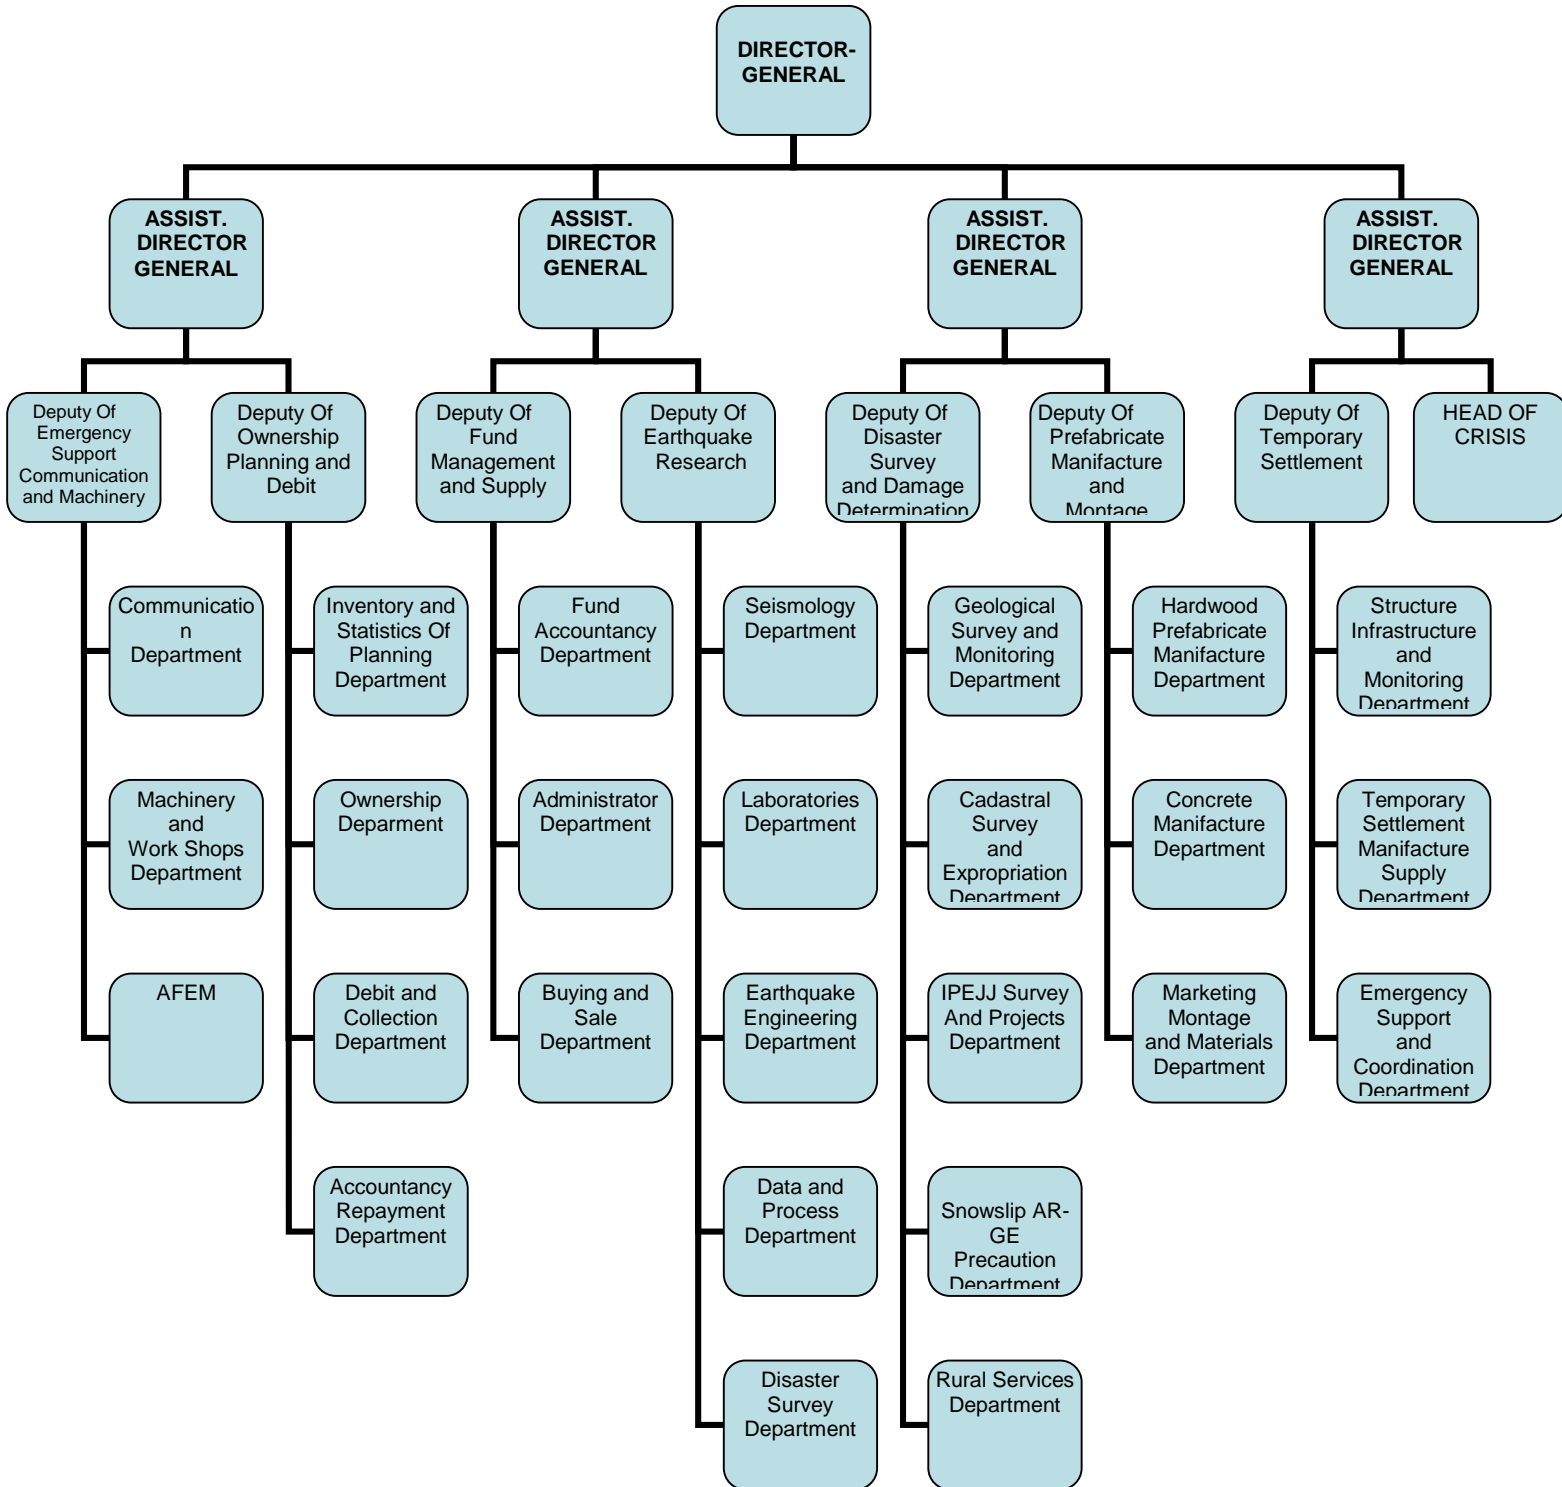 DIRECTOR-
GENERAL
ASSIST.
DIRECTOR
GENERAL
ASSIST.
DIRECTOR
GENERAL
ASSIST.
DIRECTOR
GENERAL
ASSIST.
DIRECTOR
GENERAL
Deputy Of
Emergency
Support
Communication
and Machinery
Deputy Of
Ownership
Planning and
Debit
Deputy Of
Fund
Management
and Supply
Deputy Of
Earthquake
Research
Deputy Of
Disaster
Survey
and Damage
Determination
Deputy Of
Prefabricate
Manifacture
and
Montage
Deputy Of
Temporary
Settlement
HEAD OF
CRISIS
Communicatio
n
Department
Inventory and
Statistics Of
Planning
Department
Fund
Accountancy
Department
Seismology
Department
Geological
Survey and
Monitoring
Department
Hardwood
Prefabricate
Manifacture
Department
Structure
Infrastructure
and
Monitoring
Department
Machinery
and
Work Shops
Department
Ownership
Deparment
Administrator
Department
Laboratories
Department
Cadastral
Survey
and
Expropriation
Department
Concrete
Manifacture
Department
Temporary
Settlement
Manifacture
Supply
Department
AFEM
Debit and
Collection
Department
Buying and
Sale
Department
Earthquake
Engineering
Department
IPEJJ Survey
And Projects
Department
Marketing
Montage
and Materials
Department
Emergency
Support
and
Coordination
Department
Accountancy
Repayment
Department
Data and
Process
Department
Snowslip AR-
GE
Precaution
Department
Disaster
Survey
Department
Rural Services
Department